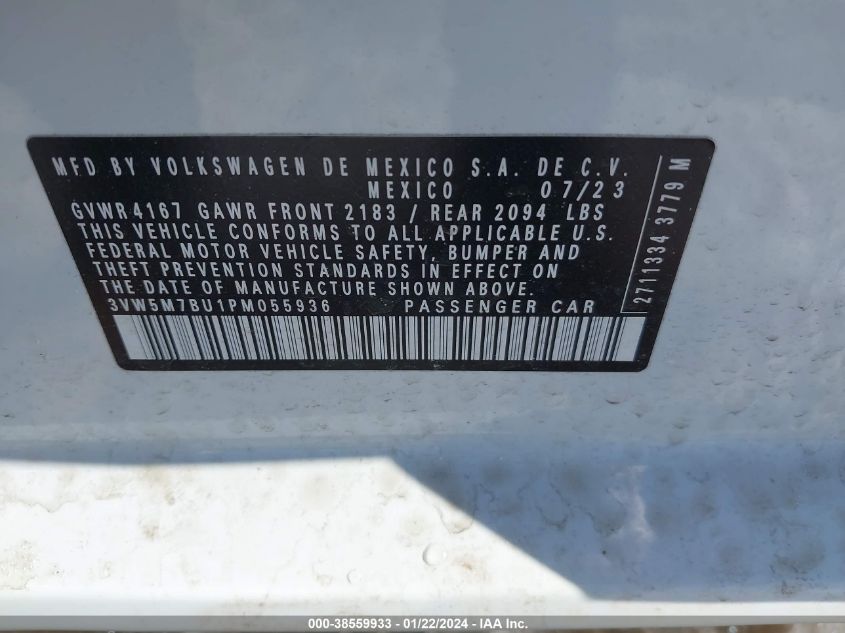 MFD BY VOLKSWAGEN DE MEXICO S.A. DE C.V.
MEXICO 07/23
GVWR 4167 GAWR FRONT 2183 / REAR 2094 LBS
THIS VEHICLE CONFORMS TO ALL APPLICABLE U.S.
FEDERAL MOTOR VEHICLE SAFETY, BUMPER AND
THEFT PREVENTION STANDARDS IN EFFECT ON
THE DATE OF MANUFACTURE SHOWN ABOVE.
3VW5M7BU1PM055936 PASSENGER CAR
2711334 3779 M
000-38559933 - 01/22/2024 - IAA Inc.